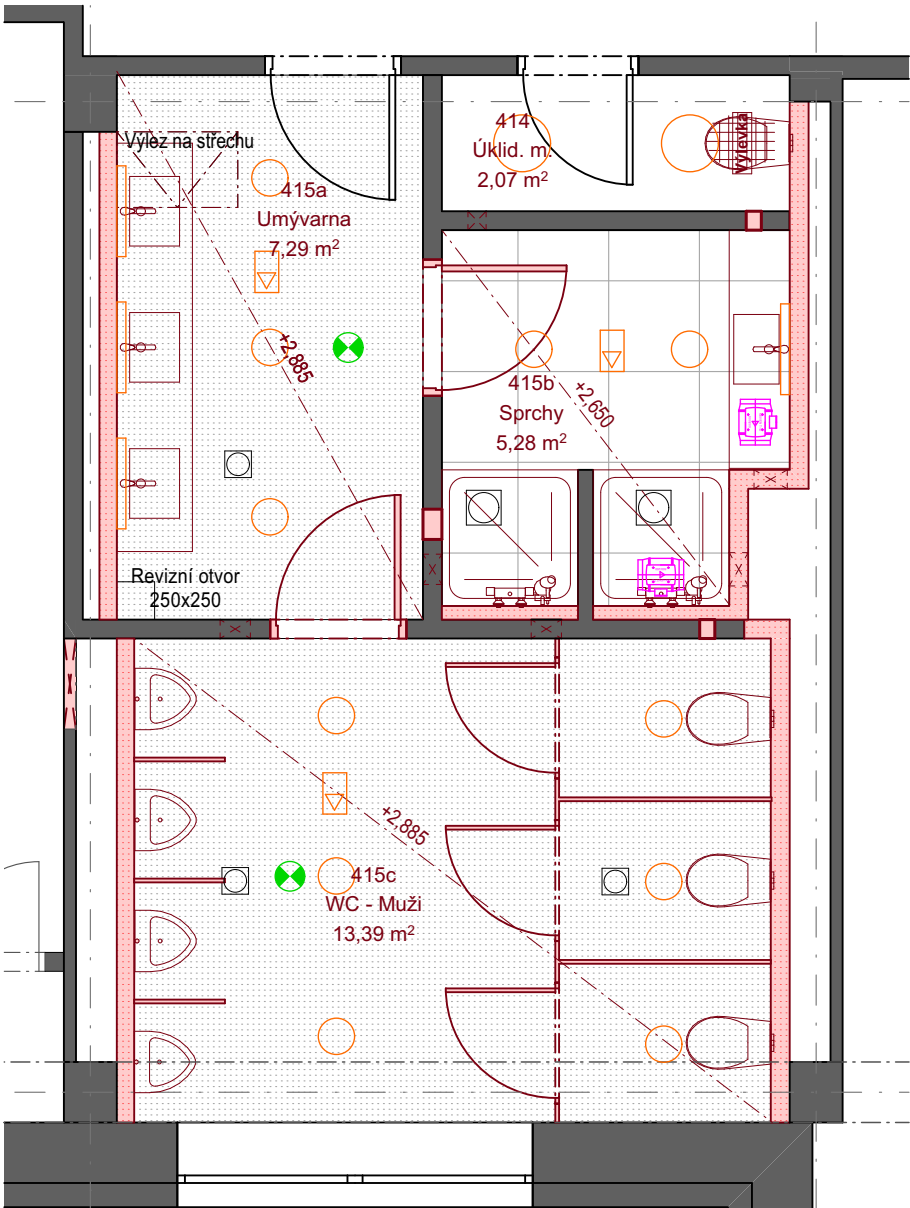 Výlez na střechu
415a
Umývarna
7,29 m²
+2,885
414
Úklid. m.
2,07 m²
Výlevka
415b
Sprchy
5,28 m²
+2,650
Revizní otvor
250x250
+2,885
415c
WC - Muži
13,39 m²